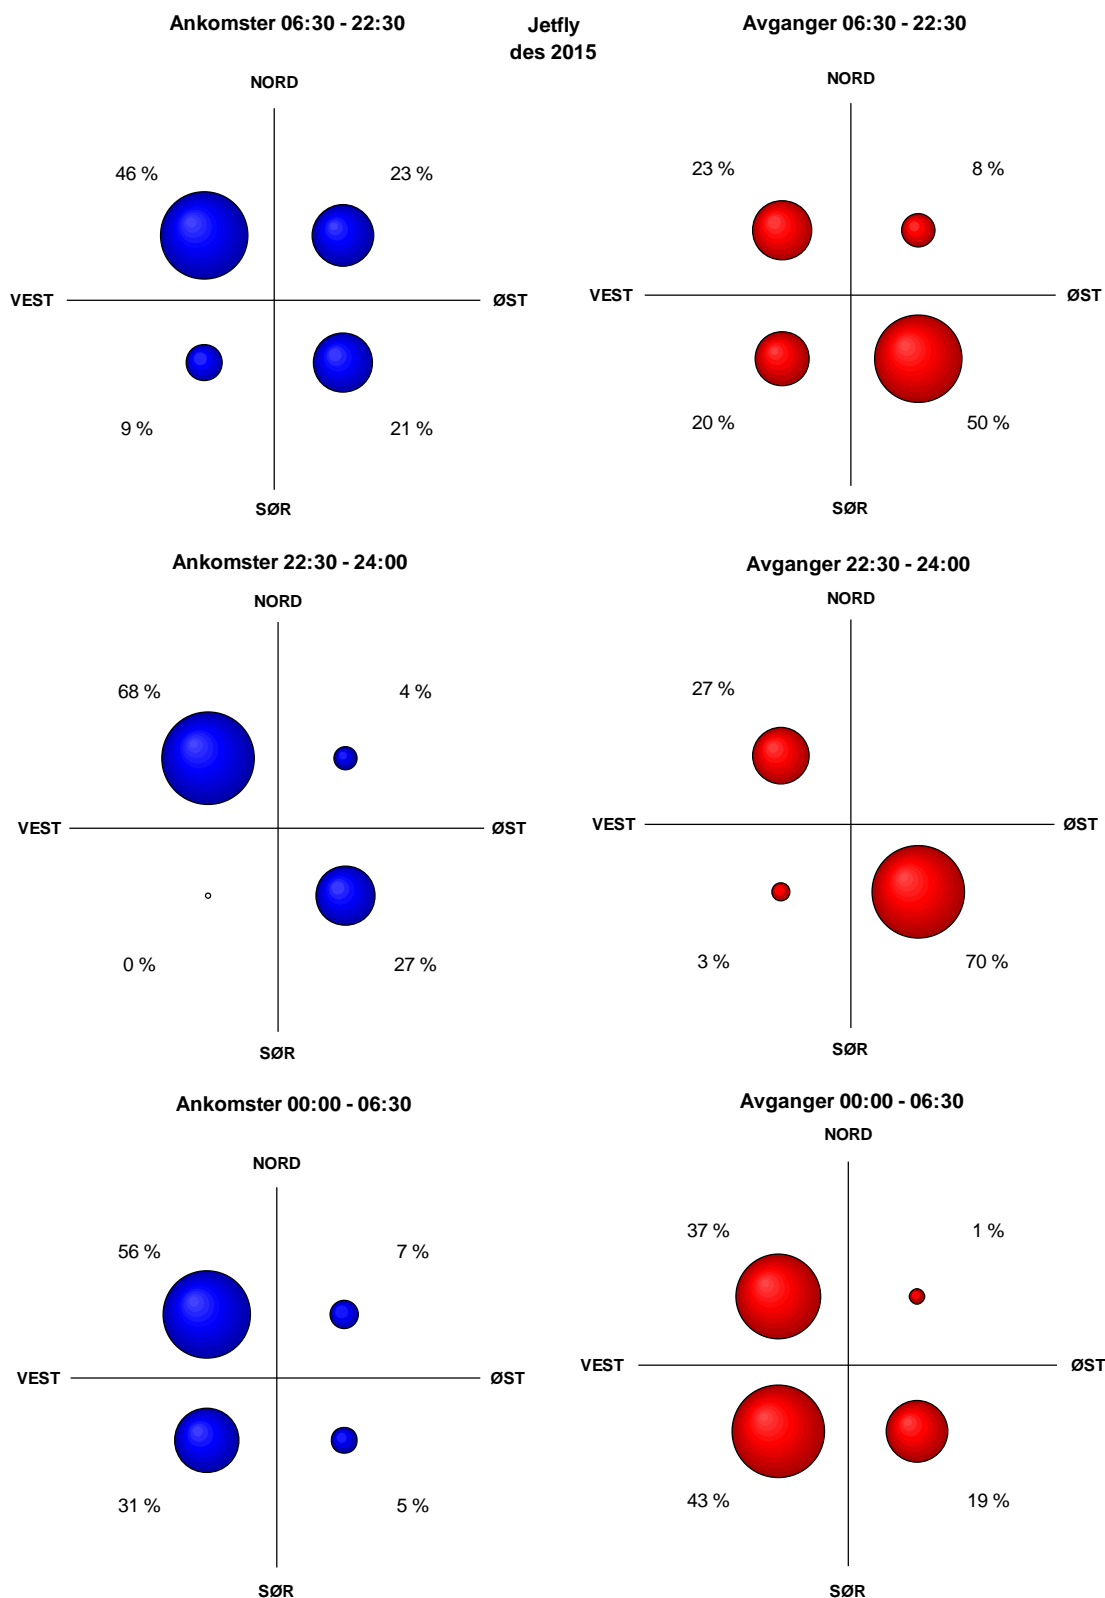 Ankomster 06:30 - 22:30
Jetfly
des 2015
Avganger 06:30 - 22:30
NORD
46 %
23 %
VEST
ØST
9 %
21 %
SØR
NORD
23 %
8 %
VEST
ØST
20 %
50 %
SØR
Ankomster 22:30 - 24:00
NORD
68 %
4 %
VEST
ØST
0 %
27 %
SØR
Avganger 22:30 - 24:00
NORD
27 %
VEST
ØST
3 %
70 %
SØR
Ankomster 00:00 - 06:30
NORD
56 %
7 %
VEST
ØST
31 %
5 %
SØR
Avganger 00:00 - 06:30
NORD
37 %
1 %
VEST
ØST
43 %
19 %
SØR